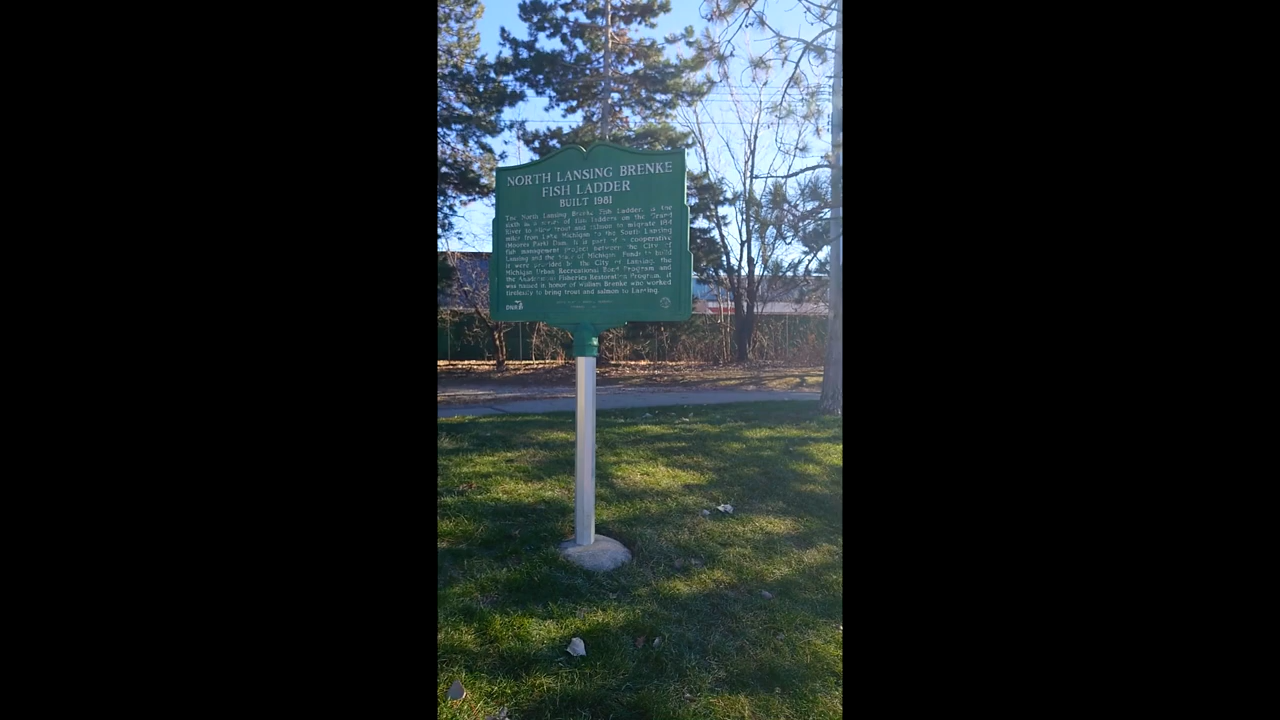 NORTH LANSING BRENKE
FISH LADDER
BUILT 1981
The North Lansing Brenke Fish Ladder, is the
sixth in a series of fish ladders on the Grand
River to allow trout and salmon to migrate 184
miles from Lake Michigan to the South Lansing
(Moores Park) Dam. It is part of a cooperative
fish management project between the City of
Lansing and the State of Michigan. Funds to build
it were provided by the City of Lansing, the
Michigan Urban Recreational Bond Program and
the Anadromous Fisheries Restoration Program. It
was named in honor of William Brenke who worked
tirelessly to bring trout and salmon to Lansing.
DNR